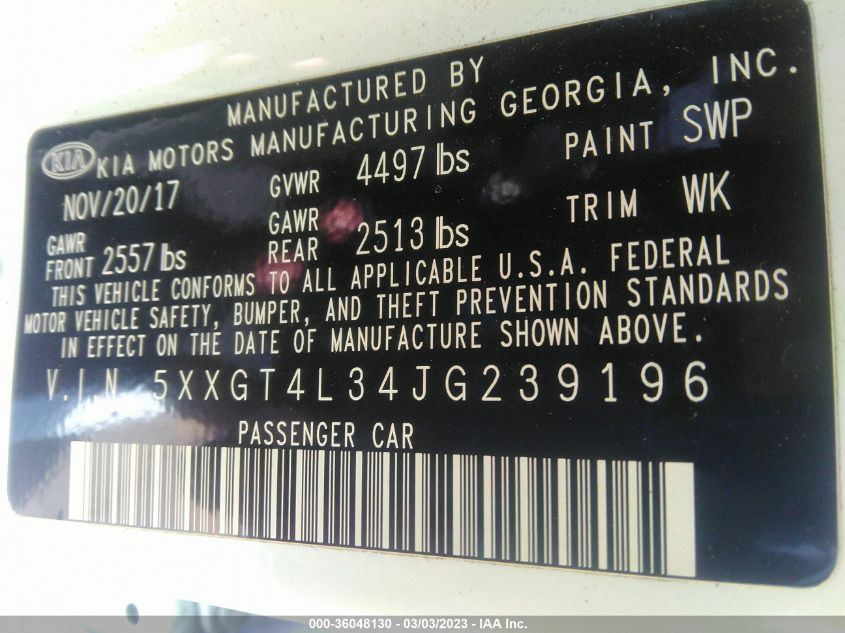 MANUFACTURED BY
KIA KIA MOTORS MANUFACTURING GEORGIA, INC.
NOV/20/17 GVWR 4497 lbs PAINT SWP
GAWR FRONT 2557 lbs GAWR REAR 2513 lbs TRIM WK
THIS VEHICLE CONFORMS TO ALL APPLICABLE U.S.A. FEDERAL
MOTOR VEHICLE SAFETY, BUMPER, AND THEFT PREVENTION STANDARDS
IN EFFECT ON THE DATE OF MANUFACTURE SHOWN ABOVE.
V.I.N 5XXGT4L34JG239196
PASSENGER CAR
000-36048130 - 03/03/2023 - IAA Inc.